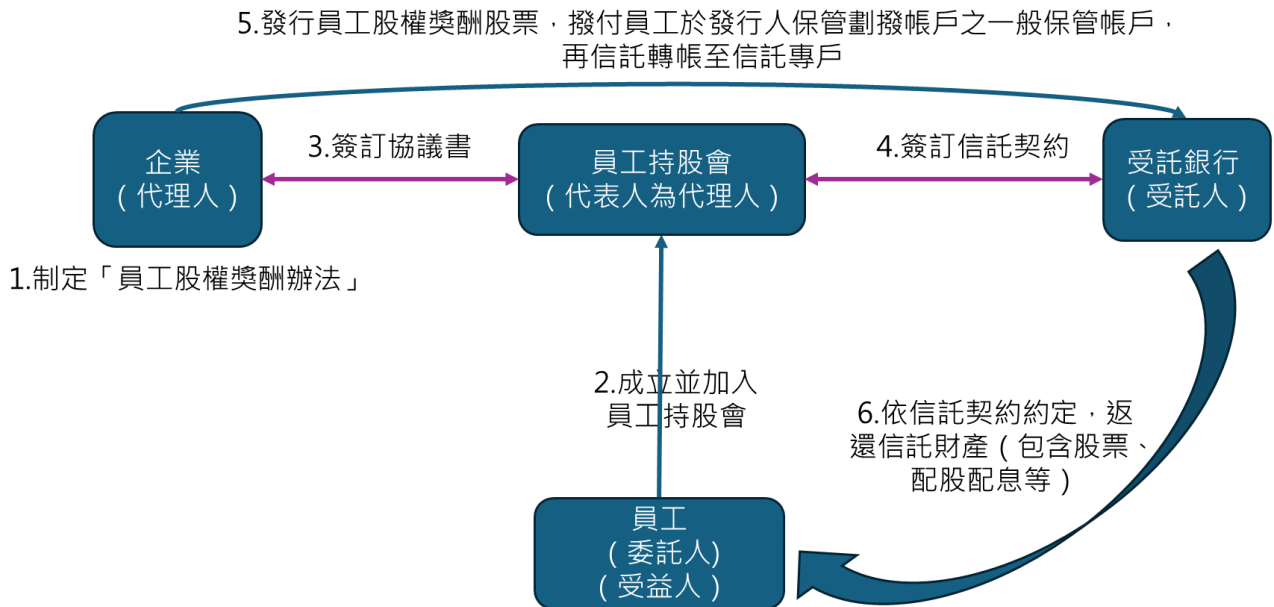 5.發行員工股權獎酬股票，撥付員工於發行人保管劃撥帳戶之一般保管帳戶，
再信託轉帳至信託專戶
企業
（代理人）
3.簽訂協議書
員工持股會
（代表人為代理人）
4.簽訂信託契約
受託銀行
（受託人）
1.制定「員工股權獎酬辦法」
2.成立並加入
員工持股會
6.依信託契約約定，返
還信託財產（包含股票、
配股配息等）
員工
（委託人)
（受益人）